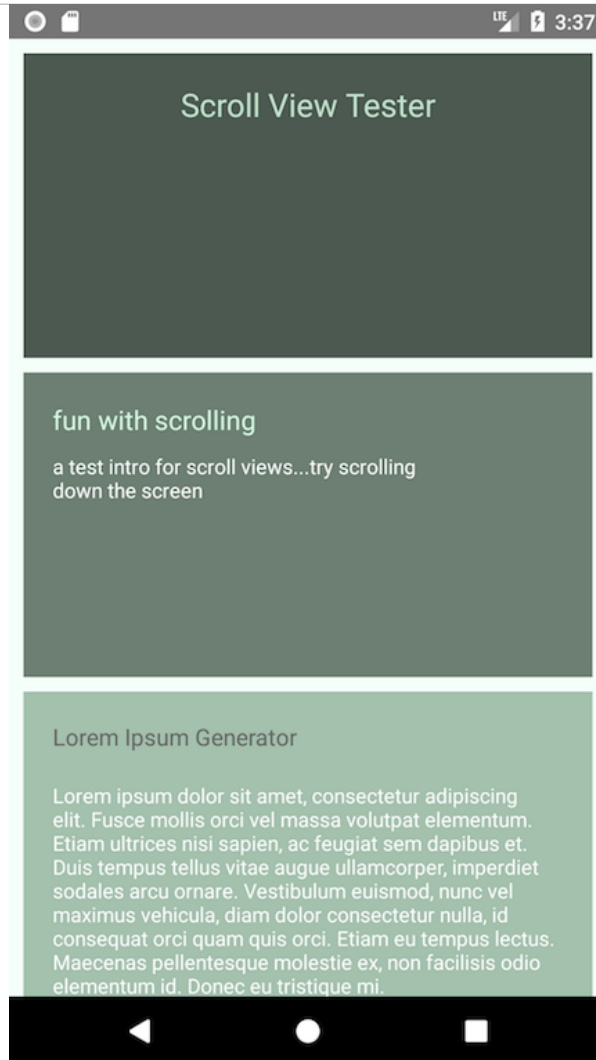 LTE 3:37
Scroll View Tester
fun with scrolling
a test intro for scroll views...try scrolling
down the screen
Lorem Ipsum Generator
Lorem ipsum dolor sit amet, consectetur adipiscing
elit. Fusce mollis orci vel massa volutpat elementum.
Etiam ultrices nisi sapien, ac feugiat sem dapibus et.
Duis tempus tellus vitae augue ullamcorper, imperdiet
sodales arcu ornare. Vestibulum euismod, nunc vel
maximus vehicula, diam dolor consectetur nulla, id
consequat orci quam quis orci. Etiam eu tempus lectus.
Maecenas pellentesque molestie ex, non facilisis odio
elementum id. Donec eu tristique mi.